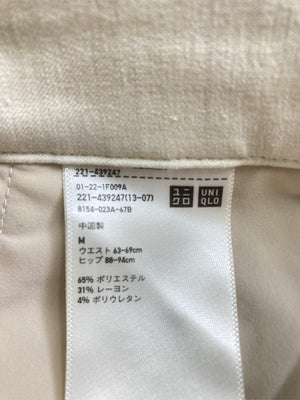 221-439247
01-22-1F009A
221-439247(13-07)
8154-023A-67B
ユニ
クロ
UNI
QLO
中国製
M
ウエスト 63-69cm
ヒップ 88-94cm
65% ポリエステル
31% レーヨン
4% ポリウレタン